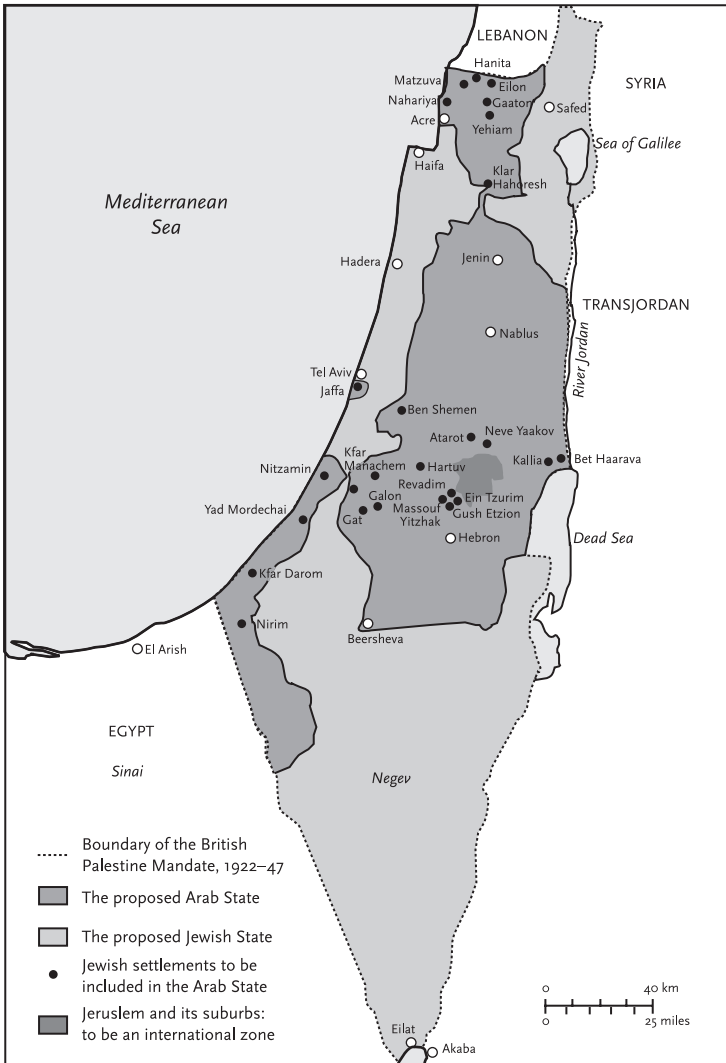 LEBANON
Hanita
Matzuva
Eilon
SYRIA
Nahariya
Gaaton
Safed
Acre
Yehiam
Sea of Galilee
Haifa
Klar
Hahoresh
Mediterranean
Sea
Hadera
Jenin
TRANSJORDAN
Nablus
River Jordan
Tel Aviv
Jaffa
Ben Shemen
Atarot
Neve Yaakov
Kfar
Manachem
Hartuv
Kallia
Bet Haarava
Nitzamin
Revadim
Galon
Ein Tzurim
Massouf
Yitzhak
Gush Etzion
Yad Mordechai
Gat
Hebron
Dead Sea
Kfar Darom
Nirim
Beersheva
El Arish
EGYPT
Sinai
Negev
Boundary of the British
Palestine Mandate, 1922–47
The proposed Arab State
The proposed Jewish State
Jewish settlements to be
included in the Arab State
Jeruslem and its suburbs:
to be an international zone
0 40 km
0 25 miles
Eilat
Akaba